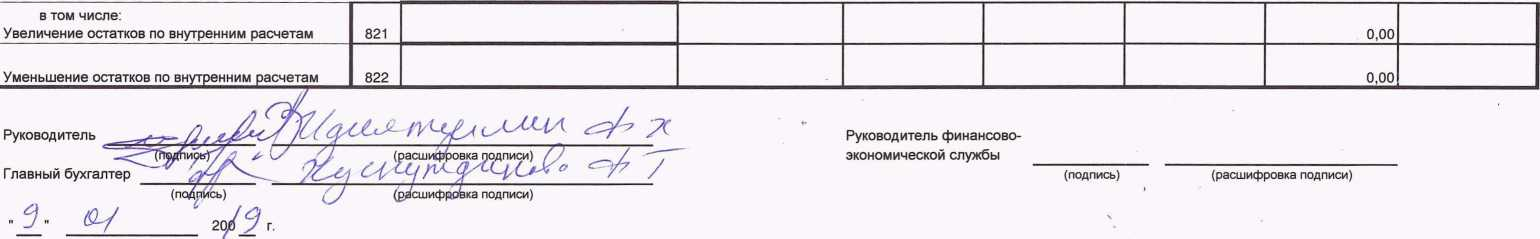 в том числе:
Увеличение остатков по внутренним расчетам 821 0,00
Уменьшение остатков по внутренним расчетам 822 0,00
Руководитель Ф Х
(подпись) (расшифровка подписи)
Руководитель финансово-
экономической службы
(подпись) (расшифровка подписи)
Главный бухгалтер Ф Т
(подпись) (расшифровка подписи)
" 9 " 01 2019 г.